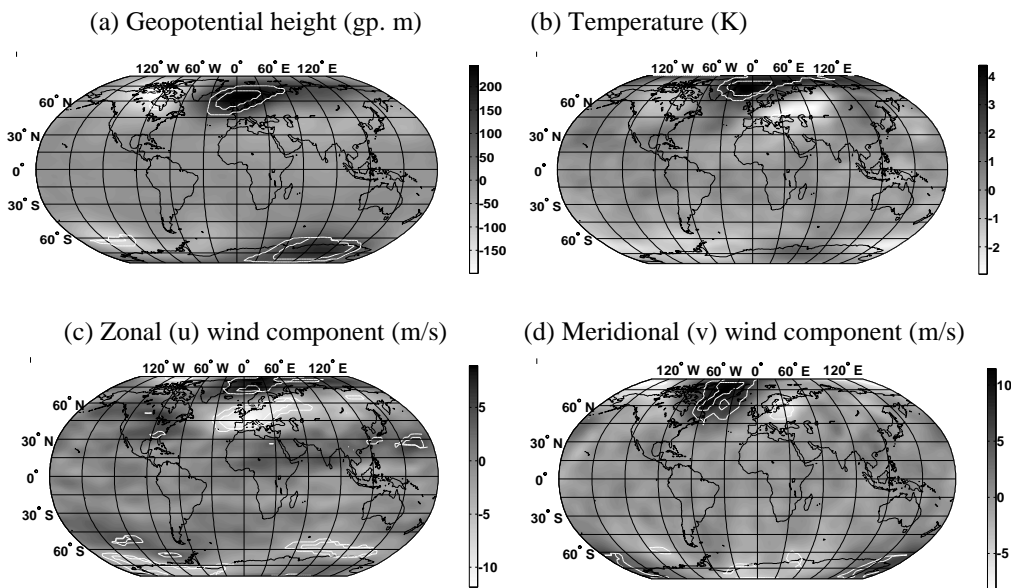 (a) Geopotential height (gp. m)
(b) Temperature (K)
120° W 60° W 0° 60° E 120° E
60° N
30° N
0°
30° S
60° S
200
150
100
50
0
-50
-100
-150
120° W 60° W 0° 60° E 120° E
60° N
30° N
0°
30° S
60° S
4
3
2
1
0
-1
-2
(c) Zonal (u) wind component (m/s)
(d) Meridional (v) wind component (m/s)
120° W 60° W 0° 60° E 120° E
60° N
30° N
0°
30° S
60° S
5
0
-5
-10
120° W 60° W 0° 60° E 120° E
60° N
30° N
0°
30° S
60° S
10
5
0
-5